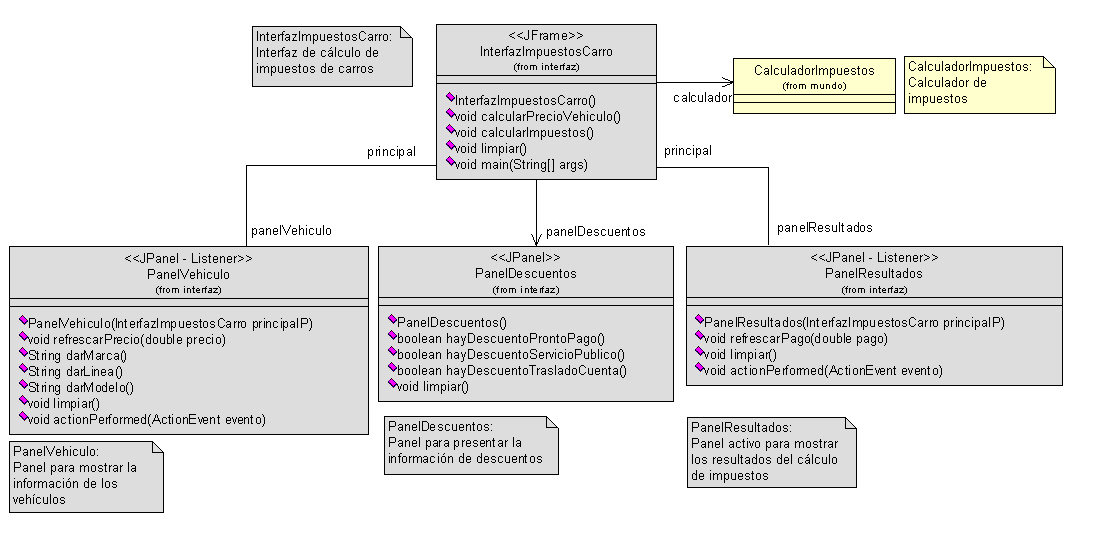 InterfazImpuestosCarro:
Interfaz de cálculo de
impuestos de carros
<<JFrame>>
InterfazImpuestosCarro
(from interfaz)
InterfazImpuestosCarro()
void calcularPrecioVehiculo()
void calcularImpuestos()
void limpiar()
void main(String[] args)
calculador
CalculadorImpuestos
(from mundo)
CalculadorImpuestos:
Calculador de
impuestos
principal
principal
panelVehiculo
panelDescuentos
panelResultados
<<JPanel - Listener>>
PanelVehiculo
(from interfaz)
PanelVehiculo(InterfazImpuestosCarro principalP)
void refrescarPrecio(double precio)
String darMarca()
String darLinea()
String darModelo()
void limpiar()
void actionPerformed(ActionEvent evento)
<<JPanel>>
PanelDescuentos
(from interfaz)
PanelDescuentos()
boolean hayDescuentoProntoPago()
boolean hayDescuentoServicioPublico()
boolean hayDescuentoTrasladoCuenta()
void limpiar()
<<JPanel - Listener>>
PanelResultados
(from interfaz)
PanelResultados(InterfazImpuestosCarro principalP)
void refrescarPago(double pago)
void limpiar()
void actionPerformed(ActionEvent evento)
PanelVehiculo:
Panel para mostrar la
información de los
vehículos
PanelDescuentos:
Panel para presentar la
información de descuentos
PanelResultados:
Panel activo para mostrar
los resultados del cálculo
de impuestos